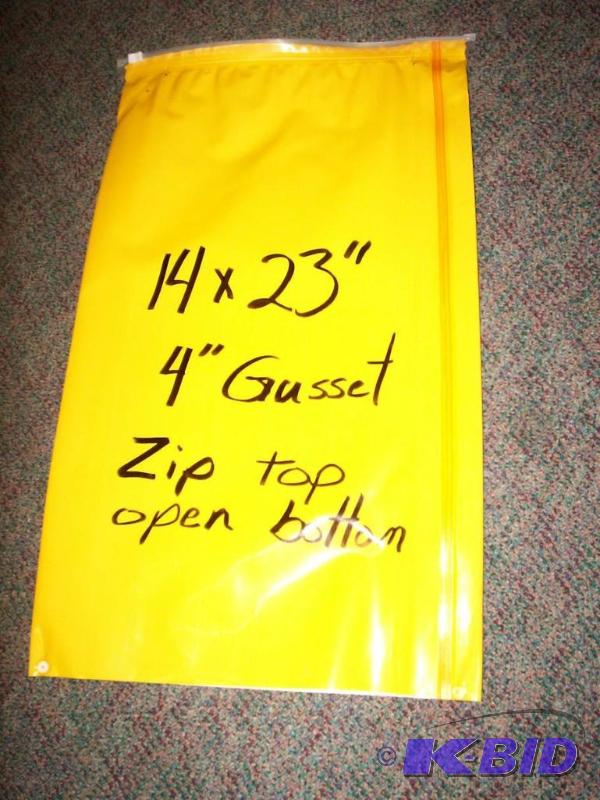 14 x 23"
4" Gusset
Zip top
open bottom
© K-BID